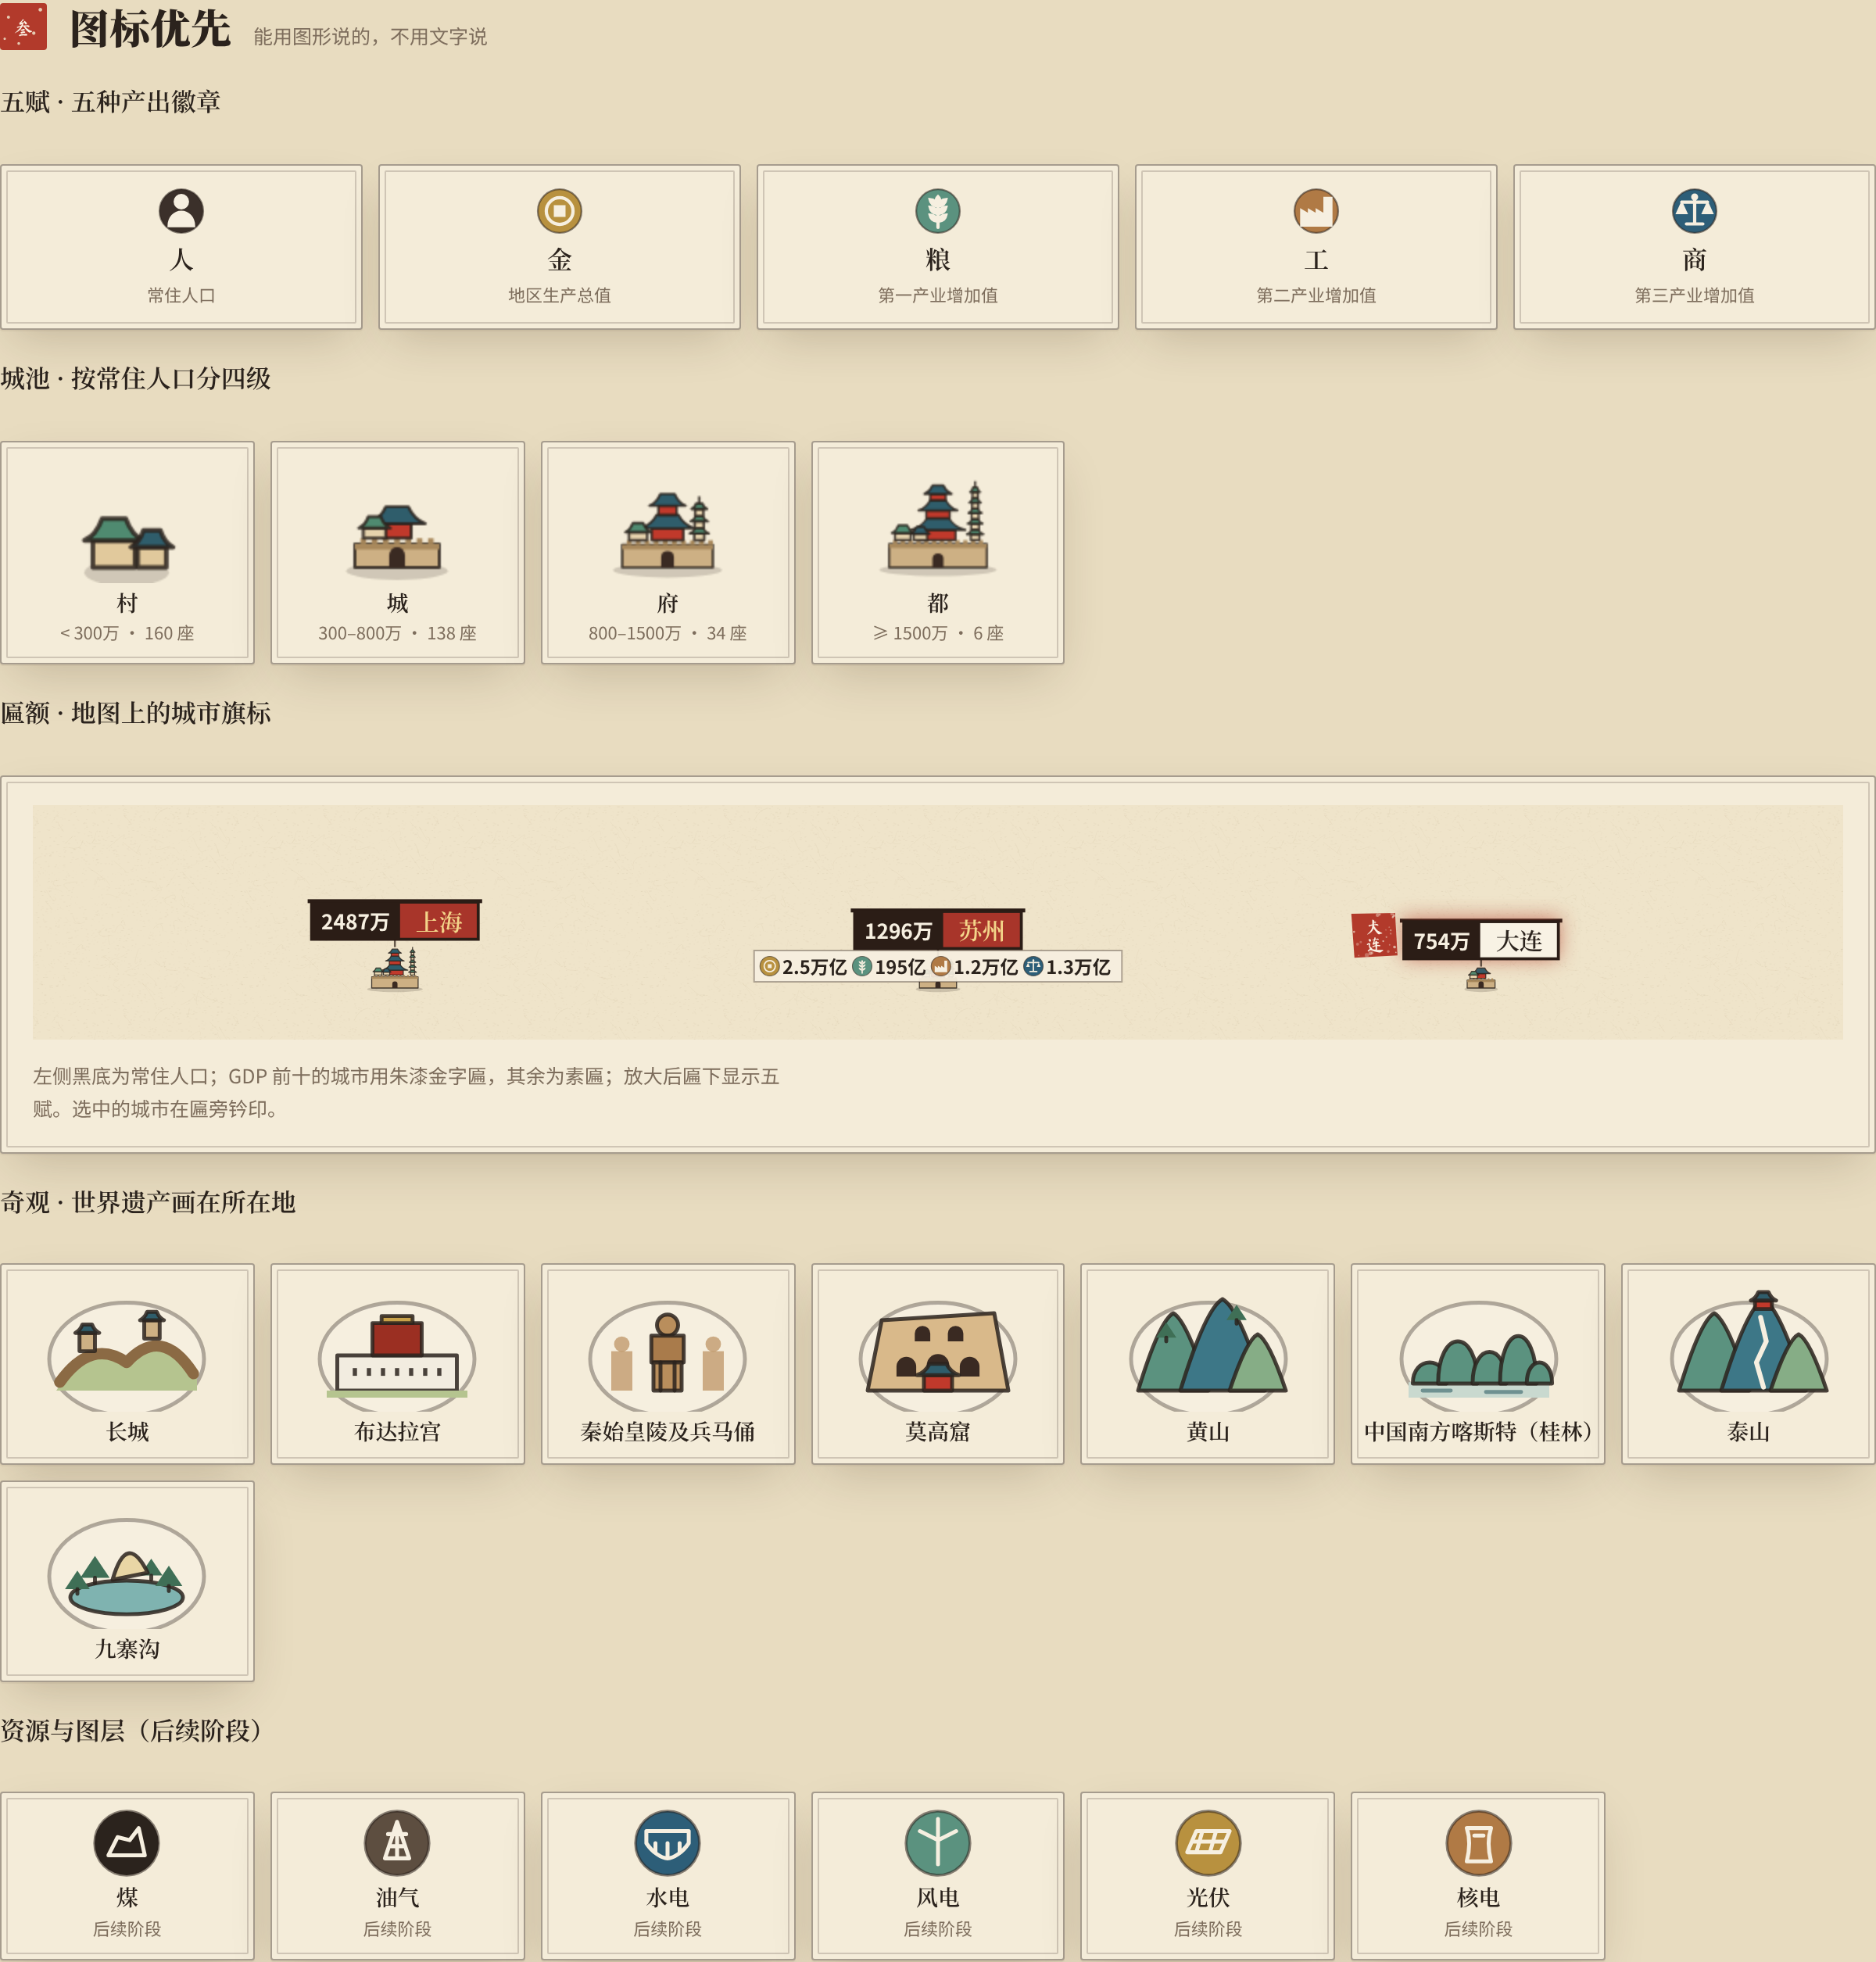 叁
图标优先
能用图形说的，不用文字说
五赋 · 五种产出徽章
人
常住人口
金
地区生产总值
粮
第一产业增加值
工
第二产业增加值
商
第三产业增加值
城池 · 按常住人口分四级
村
< 300万 · 160 座
城
300–800万 · 138 座
府
800–1500万 · 34 座
都
≥ 1500万 · 6 座
匾额 · 地图上的城市旗标
2487万 上海
1296万 苏州
2.5万亿 195亿 1.2万亿 1.3万亿
大连
754万 大连
左侧黑底为常住人口；GDP 前十的城市用朱漆金字匾，其余为素匾；放大后匾下显示五
赋。选中的城市在匾旁钤印。
奇观 · 世界遗产画在所在地
长城
布达拉宫
秦始皇陵及兵马俑
莫高窟
黄山
中国南方喀斯特（桂林）
泰山
九寨沟
资源与图层（后续阶段）
煤
后续阶段
油气
后续阶段
水电
后续阶段
风电
后续阶段
光伏
后续阶段
核电
后续阶段